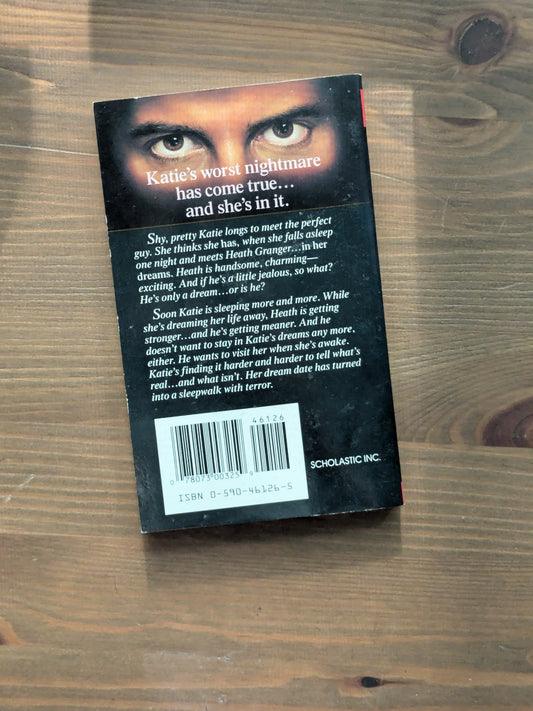 Katie's worst nightmare
has come true...
and she's in it.
Shy, pretty Katie longs to meet the perfect
guy. She thinks she has, when she falls asleep
one night and meets Heath Granger...in her
dreams. Heath is handsome, charming—
exciting. And if he's a little jealous, so what?
He's only a dream...or is he?
Soon Katie is sleeping more and more. While
she's dreaming her life away, Heath is getting
stronger...and he's getting meaner. And he
doesn't want to stay in Katie's dreams any more,
either. He wants to visit her when she's awake.
Katie's finding it harder and harder to tell what's
real...and what isn't. Her dream date has turned
into a sleepwalk with terror.
46126
0 78073 00325 9
ISBN 0-590-46126-5
SCHOLASTIC INC.